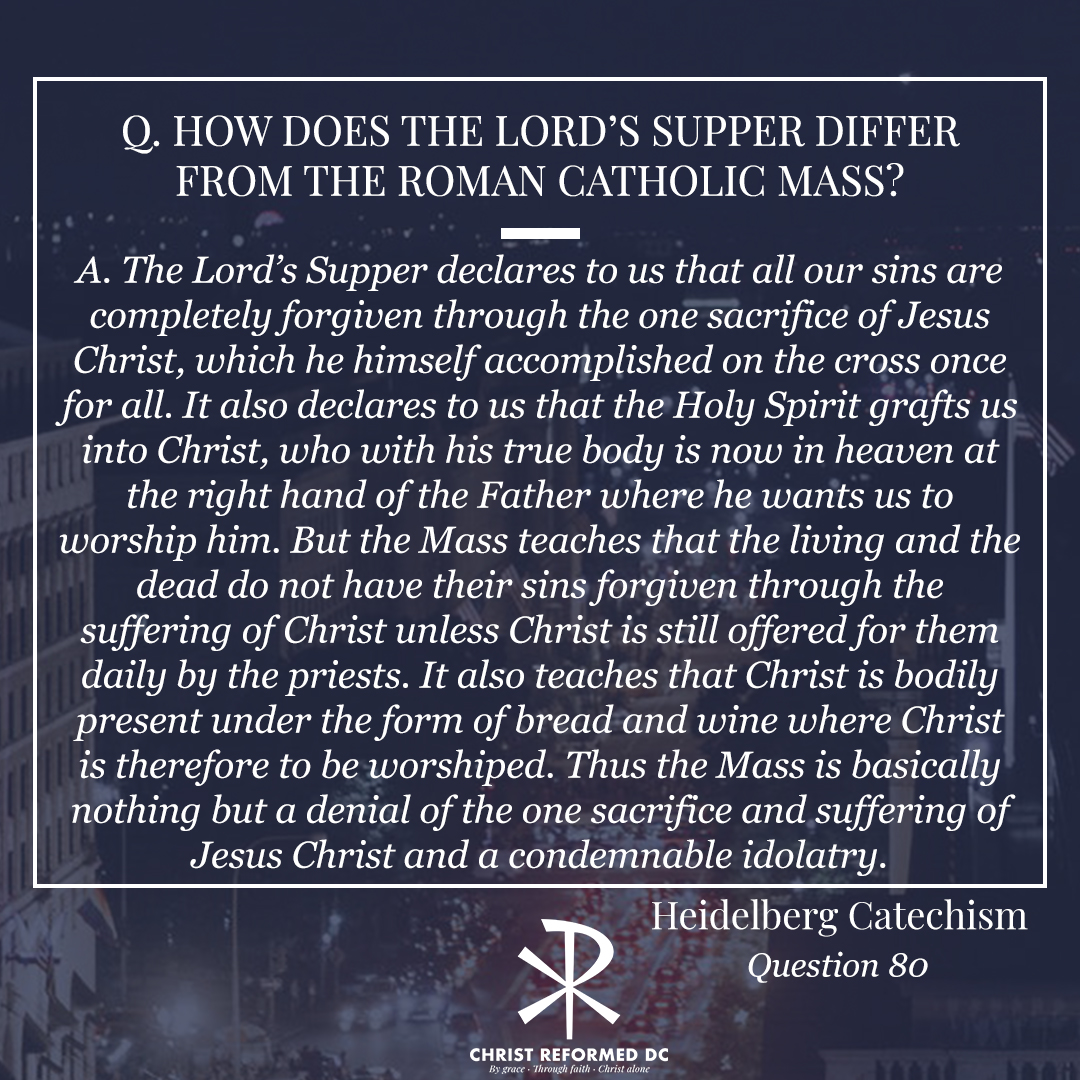 Q. HOW DOES THE LORD’S SUPPER DIFFER
FROM THE ROMAN CATHOLIC MASS?
A. The Lord’s Supper declares to us that all our sins are
completely forgiven through the one sacrifice of Jesus
Christ, which he himself accomplished on the cross once
for all. It also declares to us that the Holy Spirit grafts us
into Christ, who with his true body is now in heaven at
the right hand of the Father where he wants us to
worship him. But the Mass teaches that the living and the
dead do not have their sins forgiven through the
suffering of Christ unless Christ is still offered for them
daily by the priests. It also teaches that Christ is bodily
present under the form of bread and wine where Christ
is therefore to be worshiped. Thus the Mass is basically
nothing but a denial of the one sacrifice and suffering of
Jesus Christ and a condemnable idolatry.
Heidelberg Catechism
Question 80
CHRIST REFORMED DC
By grace · Through faith · Christ alone